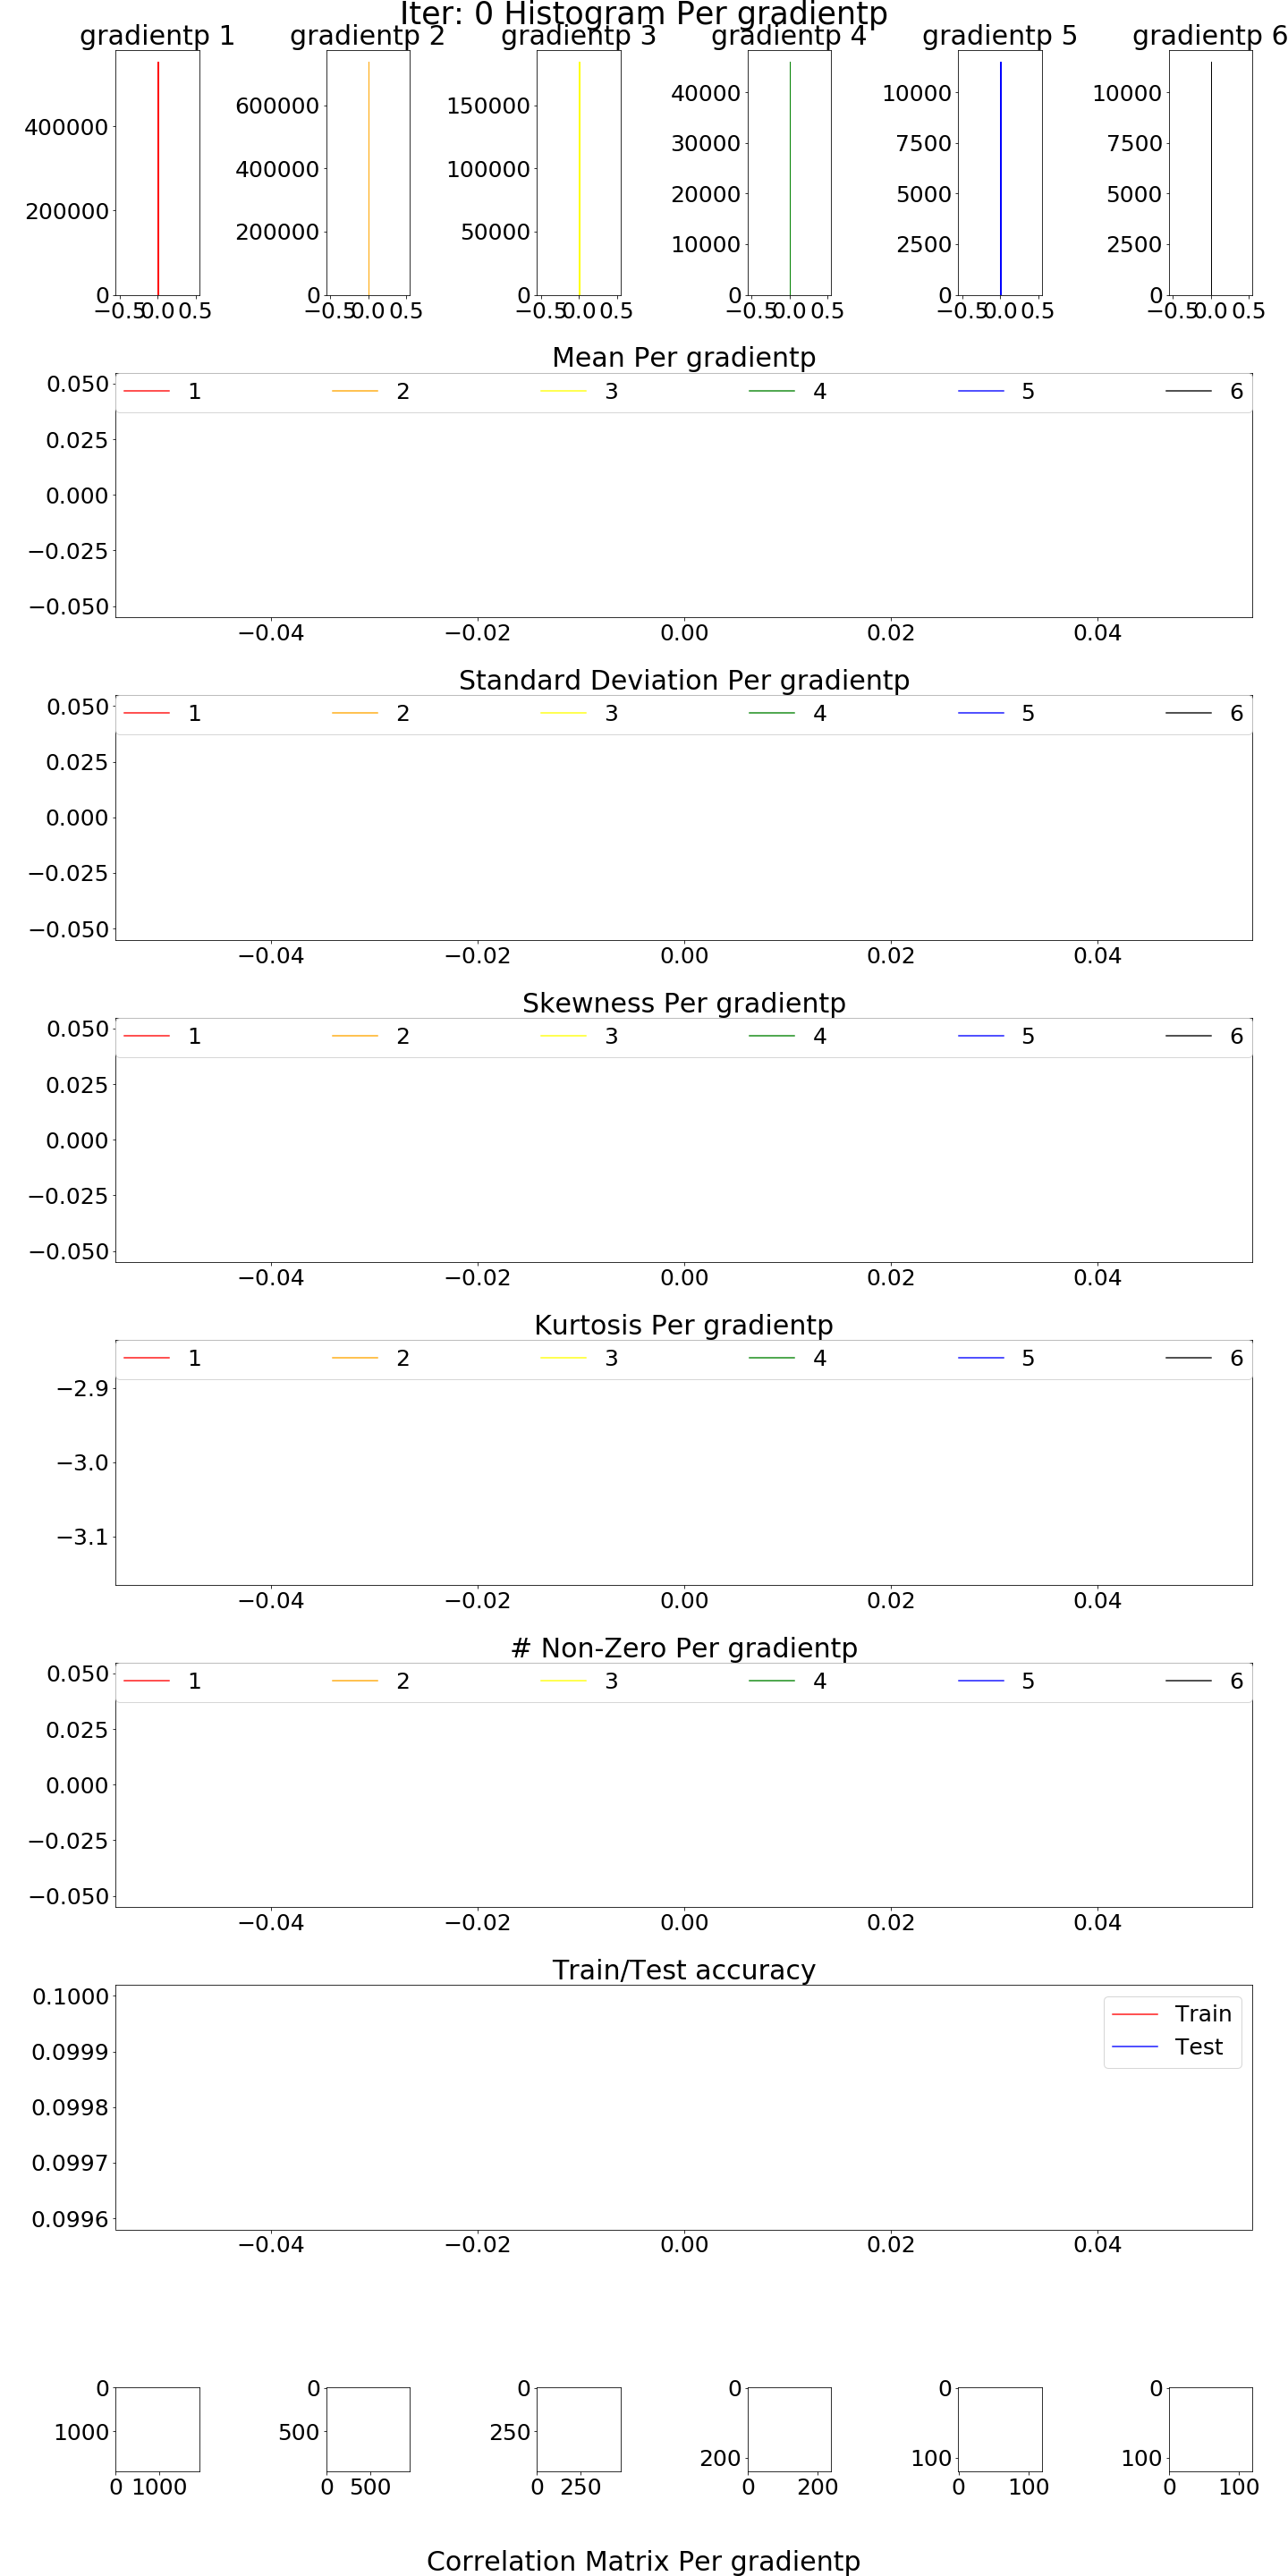 Iter: 0 Histogram Per gradientp
gradientp 1 gradientp 2 gradientp 3 gradientp 4 gradientp 5 gradientp 6
400000
200000
0
−0.5 0.0 0.5
600000
400000
200000
0
−0.5 0.0 0.5
150000
100000
50000
0
−0.5 0.0 0.5
40000
30000
20000
10000
0
−0.5 0.0 0.5
10000
7500
5000
2500
0
−0.5 0.0 0.5
10000
7500
5000
2500
0
−0.5 0.0 0.5
Mean Per gradientp
1 2 3 4 5 6
0.050
0.025
0.000
−0.025
−0.050
−0.04 −0.02 0.00 0.02 0.04
Standard Deviation Per gradientp
1 2 3 4 5 6
0.050
0.025
0.000
−0.025
−0.050
−0.04 −0.02 0.00 0.02 0.04
Skewness Per gradientp
1 2 3 4 5 6
0.050
0.025
0.000
−0.025
−0.050
−0.04 −0.02 0.00 0.02 0.04
Kurtosis Per gradientp
1 2 3 4 5 6
−2.9
−3.0
−3.1
−0.04 −0.02 0.00 0.02 0.04
# Non-Zero Per gradientp
1 2 3 4 5 6
0.050
0.025
0.000
−0.025
−0.050
−0.04 −0.02 0.00 0.02 0.04
Train/Test accuracy
0.1000
0.0999
0.0998
0.0997
0.0996
Train
Test
−0.04 −0.02 0.00 0.02 0.04
0
1000
0 1000
0
500
0 500
0
250
0 250
0
200
0 200
0
100
0 100
0
100
0 100
Correlation Matrix Per gradientp